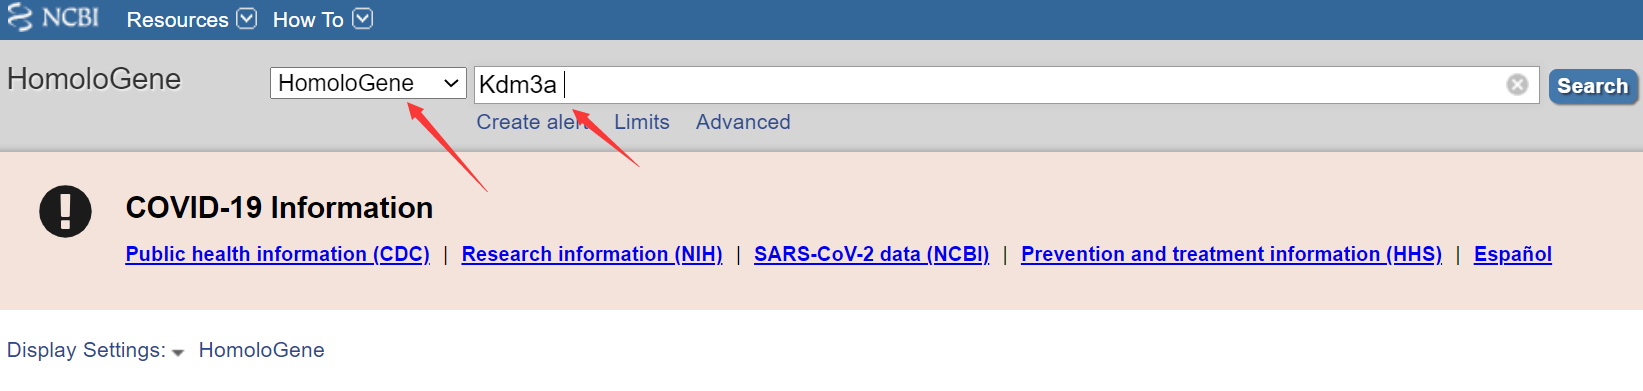 NCBI Resources How To
HomoloGene HomoloGene Kdm3a Search
Create alert Limits Advanced
COVID-19 Information
Public health information (CDC) | Research information (NIH) | SARS-CoV-2 data (NCBI) | Prevention and treatment information (HHS) | Español
Display Settings: HomoloGene